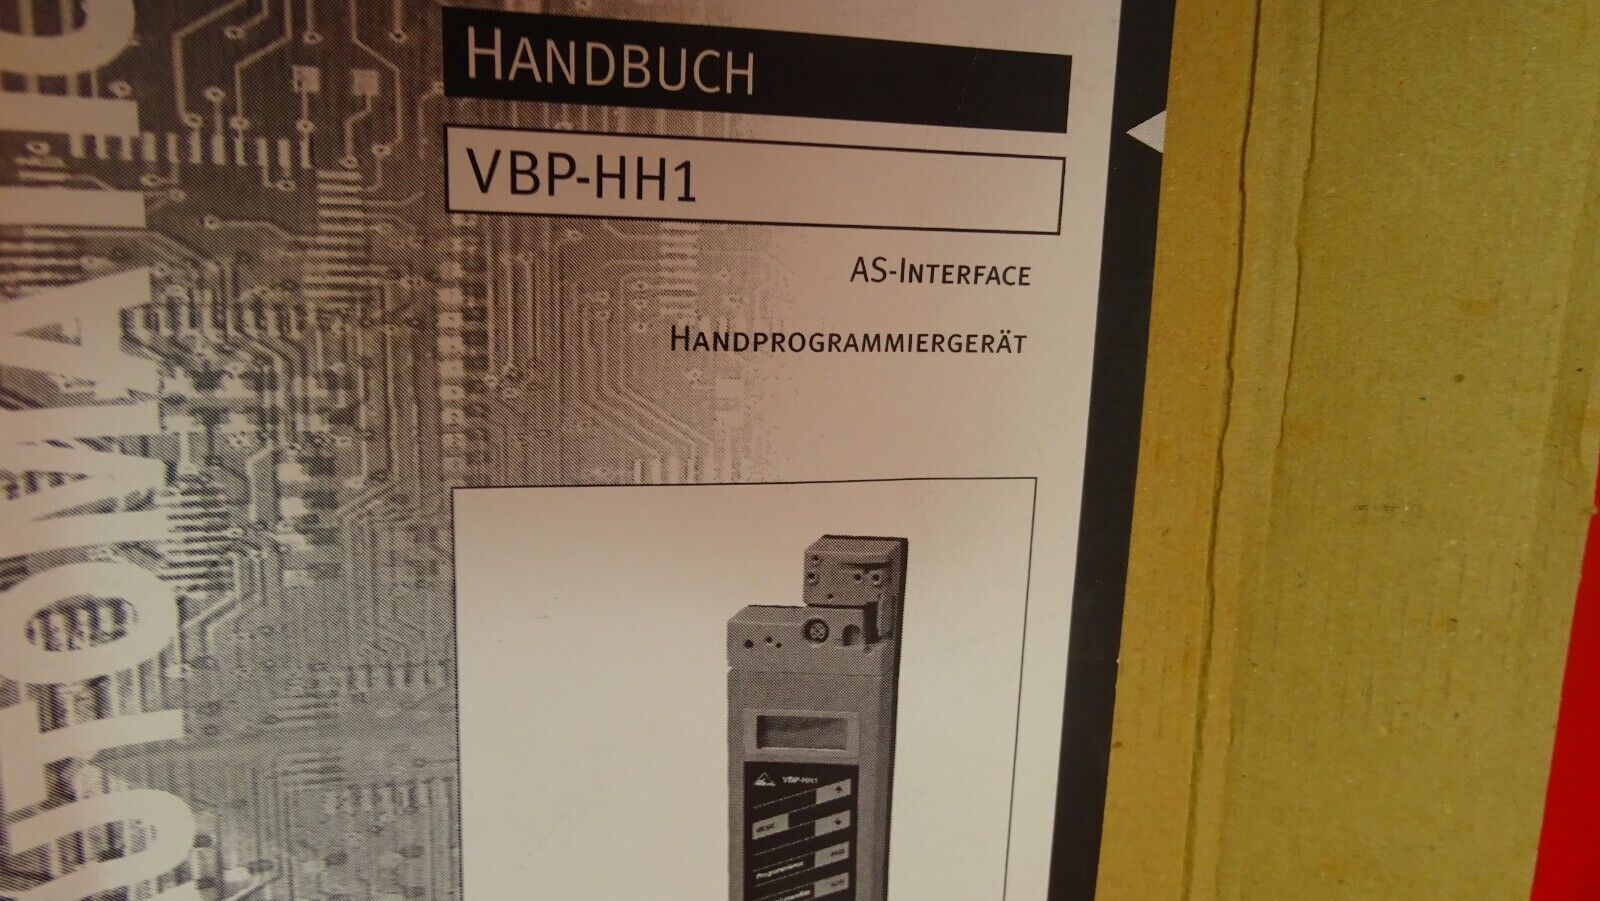 HANDBUCH
VBP-HH1
AS-INTERFACE
HANDPROGRAMMIERGERÄT
VBP-HH1